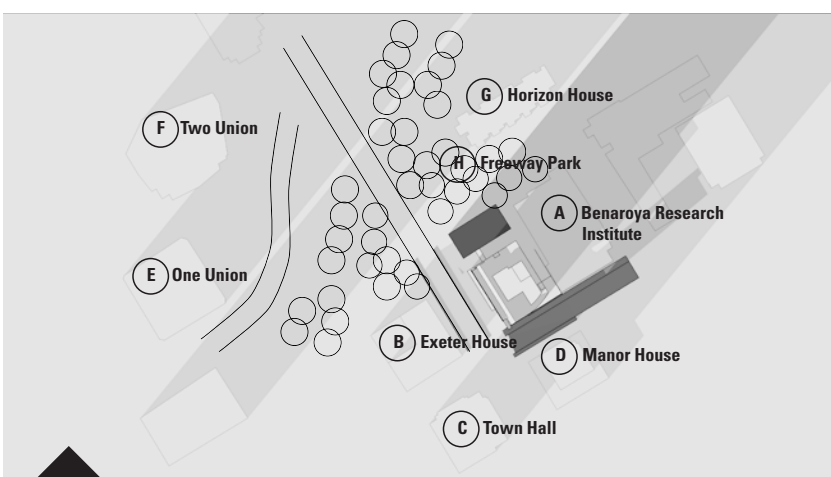 G Horizon House
F Two Union
H Freeway Park
A Benaroya Research
Institute
E One Union
B Exeter House
D Manor House
C Town Hall